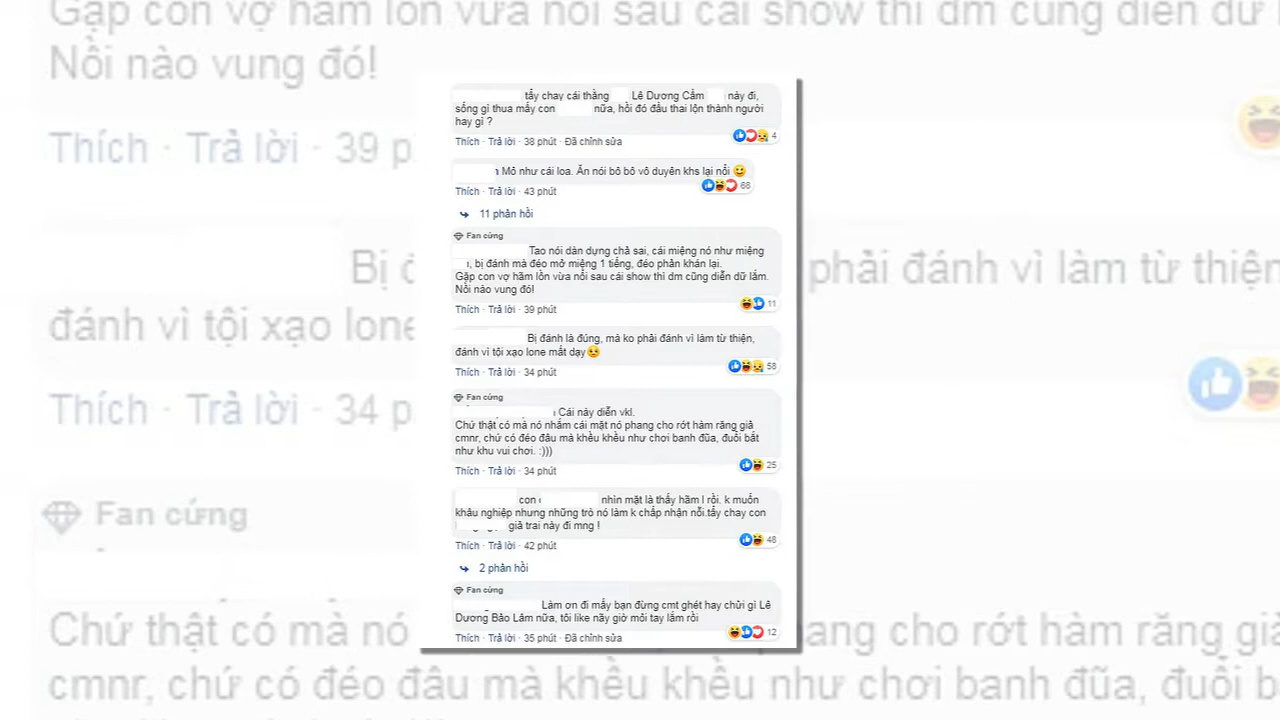 Gặp con vợ hãm lồn vừa nổi sau cái show thì dm cũng diễn dữ
Nồi nào vung đó!
Thích · Trả lời · 39 p
Bị đ
phải đánh vì làm từ thiện
đánh vì tội xạo lone
Thích · Trả lời · 34 p
Fan cứng
Chứ thật có mà nó
phang cho rớt hàm răng giả
cmnr, chứ có đéo đâu mà khều khều như chơi banh đũa, đuổi b
tẩy chay cái thằng Lê Dương Cẩm này đi,
sống gì thua mấy con nữa, hồi đó đầu thai lộn thành người
hay gì ?
4
Thích · Trả lời · 38 phút · Đã chỉnh sửa
Mỏ như cái loa. Ăn nói bô bô vô duyên khs lại nổi
68
Thích · Trả lời · 43 phút
11 phản hồi
Fan cứng
Tao nói dàn dựng chả sai, cái miệng nó như miệng
, bị đánh mà đéo mở miệng 1 tiếng, đéo phản khán lại.
Gặp con vợ hãm lồn vừa nổi sau cái show thì dm cũng diễn dữ lắm.
Nồi nào vung đó!
11
Thích · Trả lời · 39 phút
Bị đánh là đúng, mà ko phải đánh vì làm từ thiện,
đánh vì tội xạo lone mất dạy
58
Thích · Trả lời · 34 phút
Fan cứng
Cái này diễn vkl.
Chứ thật có mà nó nhắm cái mặt nó phang cho rớt hàm răng giả
cmnr, chứ có đéo đâu mà khều khều như chơi banh đũa, đuổi bắt
như khu vui chơi. :)))
25
Thích · Trả lời · 34 phút
con nhìn mặt là thấy hãm l rồi. k muốn
khẩu nghiệp nhưng những trò nó làm k chấp nhận nổi.tẩy chay con
giả trai này đi mng !
48
Thích · Trả lời · 42 phút
2 phản hồi
Fan cứng
Làm ơn đi mấy bạn đừng cmt ghét hay chửi gì Lê
Dương Bảo Lâm nữa, tôi like nãy giờ mỏi tay lắm rồi
12
Thích · Trả lời · 35 phút · Đã chỉnh sửa